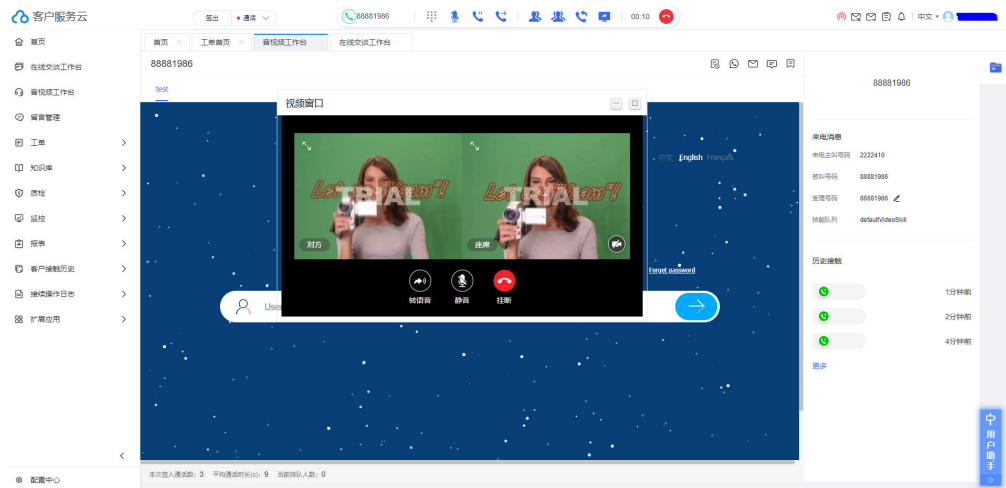 客户服务云
签出
通话
88881986
00:10
中文
首页
工单首页
音视频工作台
在线交谈工作台
首页
在线交谈工作台
音视频工作台
留言管理
工单
知识库
质检
监控
报表
客户接触历史
接续操作日志
扩展应用
配置中心
88881986
test
视频窗口
TRIAL
TRIAL
对方
座席
转语音
静音
挂断
中文 English Français
Forget password
User
88881986
来电消息
来电主叫号码 2222410
被叫号码 88881986
受理号码 88881986
技能队列 defaultVideoSkill
历史接触
1分钟前
2分钟前
4分钟前
更多
用户助手
本次签入通话数: 3 平均通话时长(s): 9 当前排队人数: 0